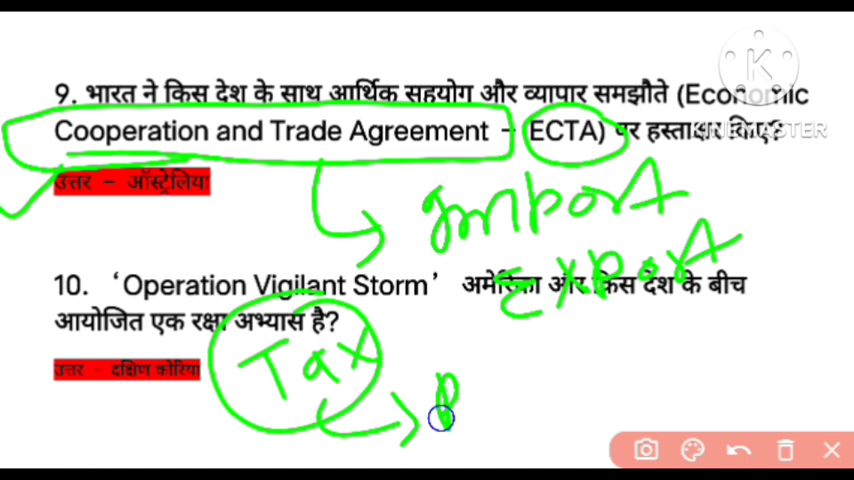 9. भारत ने किस देश के साथ आर्थिक सहयोग और व्यापार समझौते (Economic
Cooperation and Trade Agreement - ECTA) पर हस्ताक्षर किए?
KINEMASTER
उत्तर – ऑस्ट्रेलिया
Import
Export
10. ‘Operation Vigilant Storm’ अमेरिका और किस देश के बीच
आयोजित एक रक्षा अभ्यास है?
Tax
उत्तर – दक्षिण कोरिया